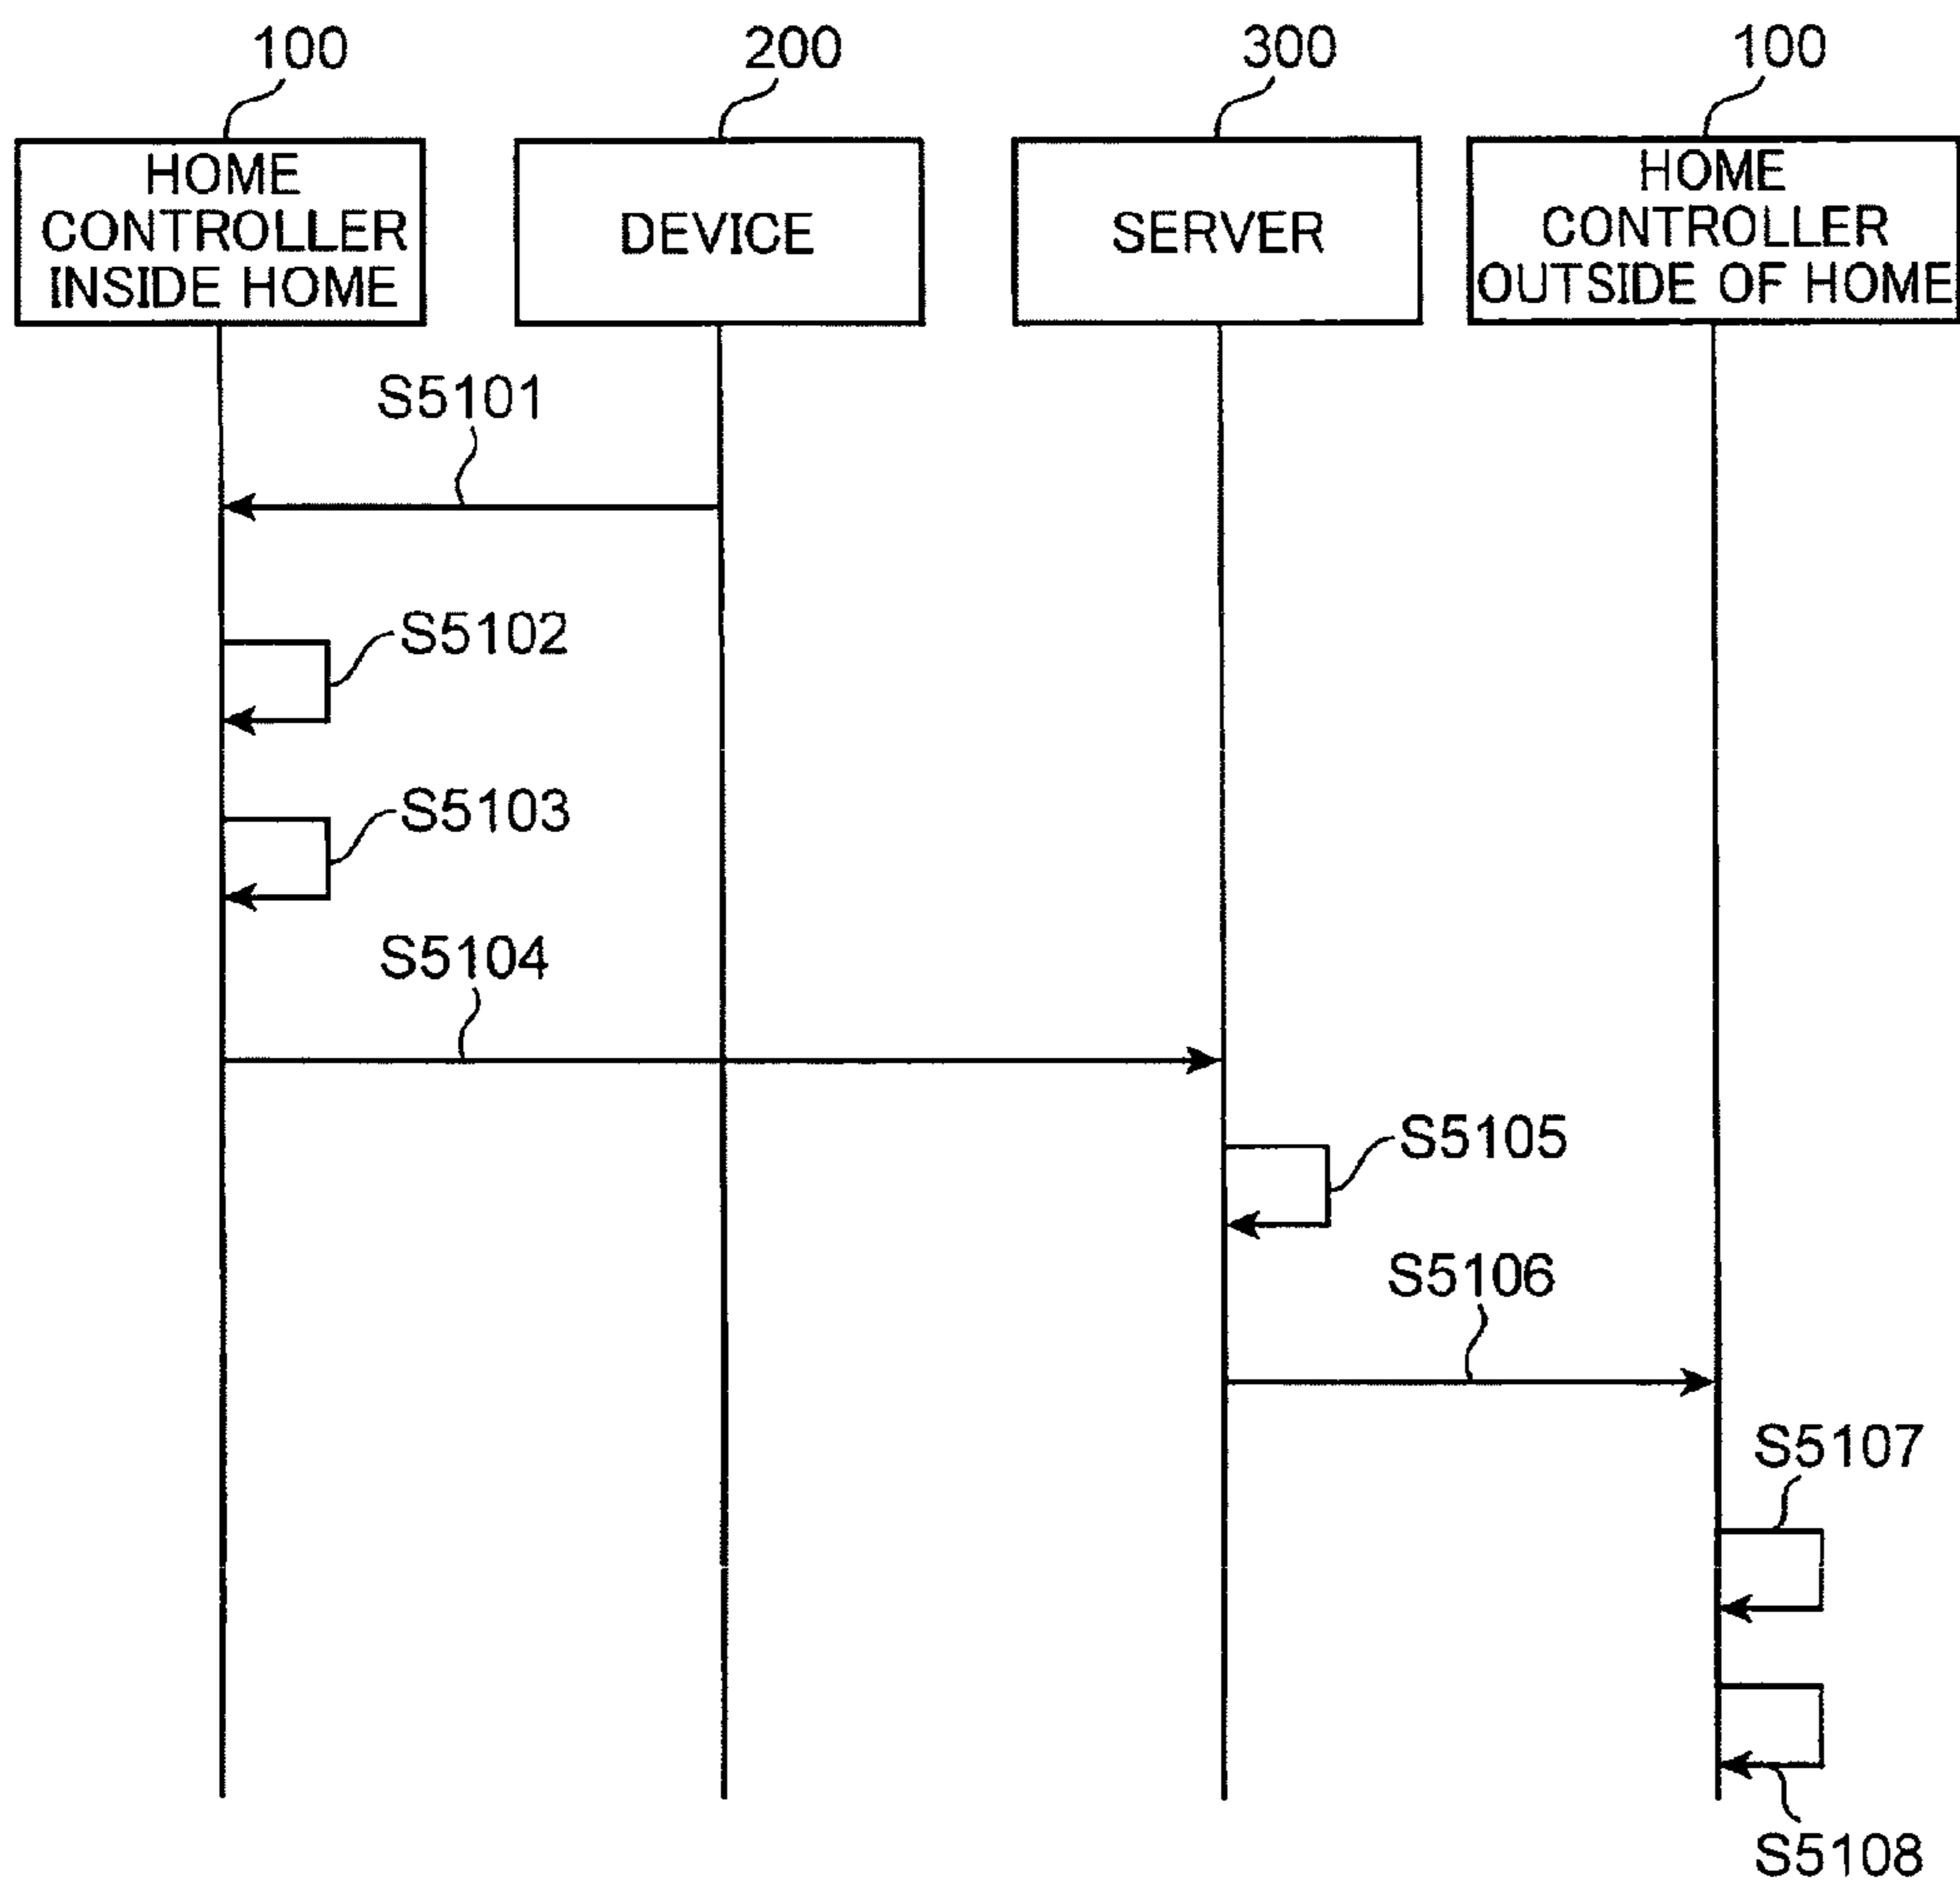 100
200
300
100
HOME
CONTROLLER
INSIDE HOME
DEVICE
SERVER
HOME
CONTROLLER
OUTSIDE OF HOME
S5101
S5102
S5103
S5104
S5105
S5106
S5107
S5108